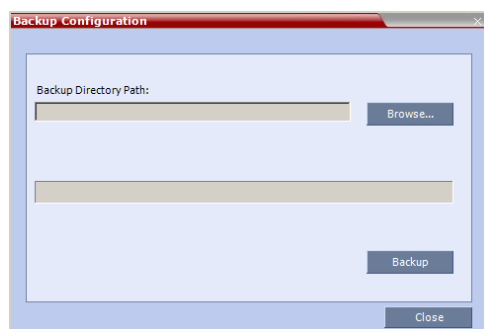 Backup Configuration
Backup Directory Path:
Browse...
Backup
Close